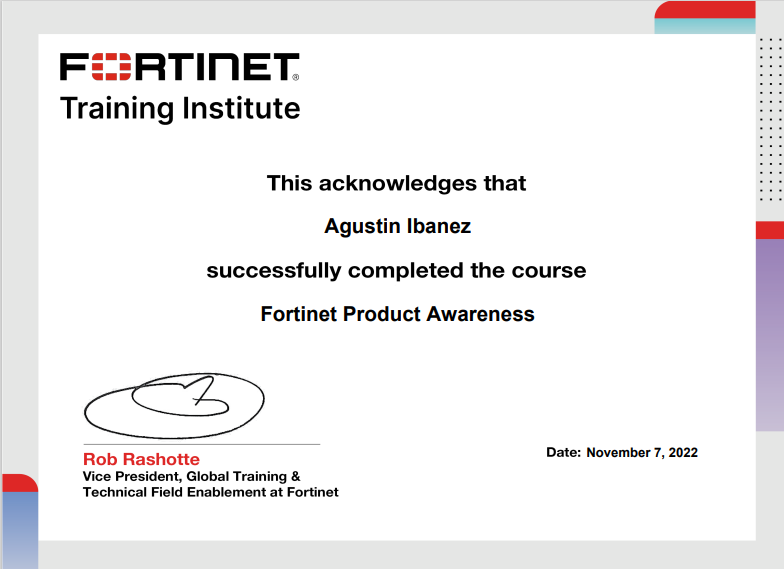 FORTINET®
Training Institute
This acknowledges that
Agustin Ibanez
successfully completed the course
Fortinet Product Awareness
Rob Rashotte
Vice President, Global Training &
Technical Field Enablement at Fortinet
Date: November 7, 2022